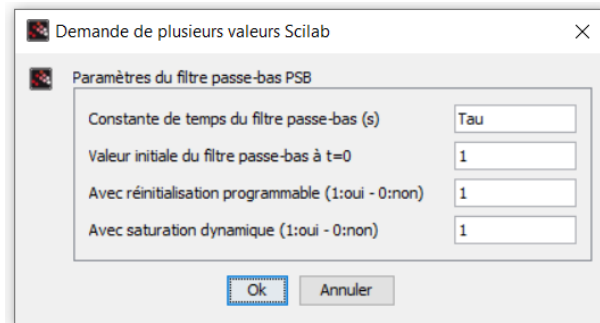 Demande de plusieurs valeurs Scilab
Paramètres du filtre passe-bas PSB
Constante de temps du filtre passe-bas (s) Tau
Valeur initiale du filtre passe-bas à t=0 1
Avec réinitialisation programmable (1:oui - 0:non) 1
Avec saturation dynamique (1:oui - 0:non) 1
Ok Annuler